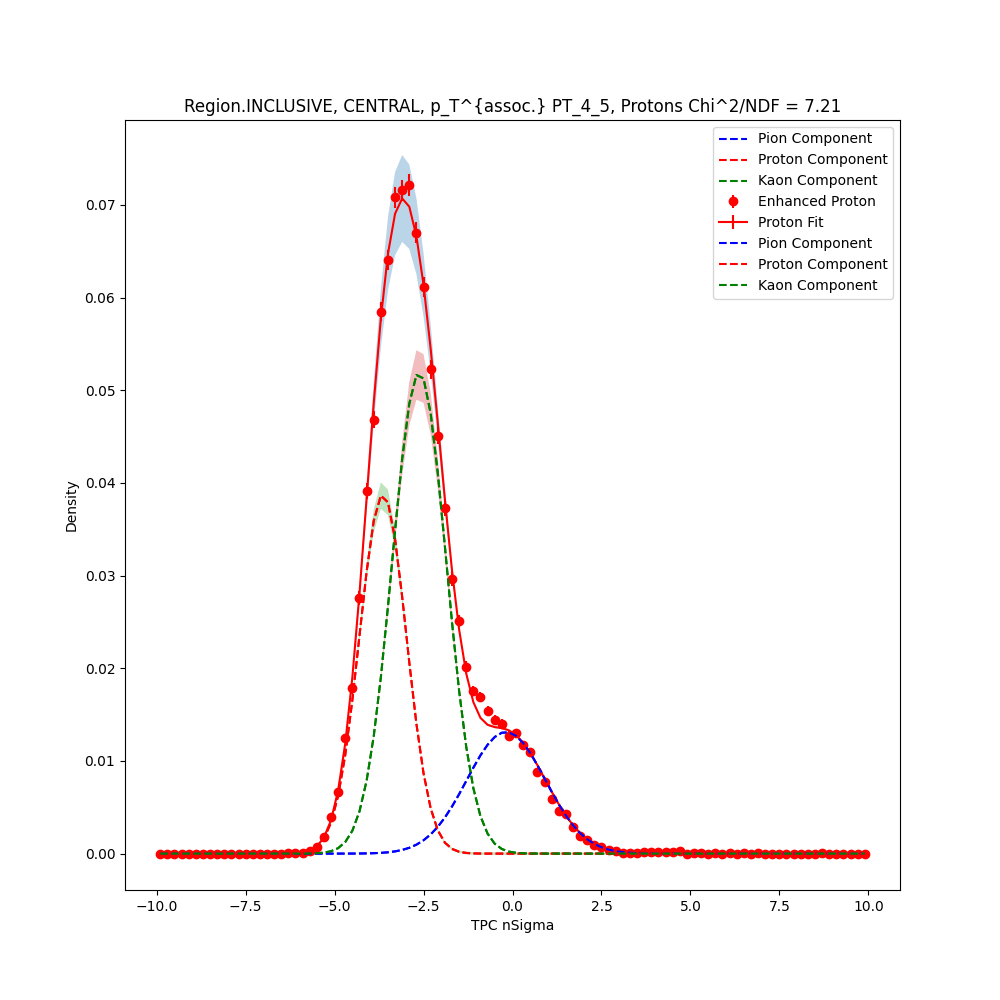 Region.INCLUSIVE, CENTRAL, p_T^{assoc.} PT_4_5, Protons Chi^2/NDF = 7.21
Pion Component
Proton Component
Kaon Component
Enhanced Proton
Proton Fit
Pion Component
Proton Component
Kaon Component
0.07
0.06
0.05
0.04
0.03
0.02
0.01
0.00
Density
−10.0
−7.5
−5.0
−2.5
0.0
2.5
5.0
7.5
10.0
TPC nSigma